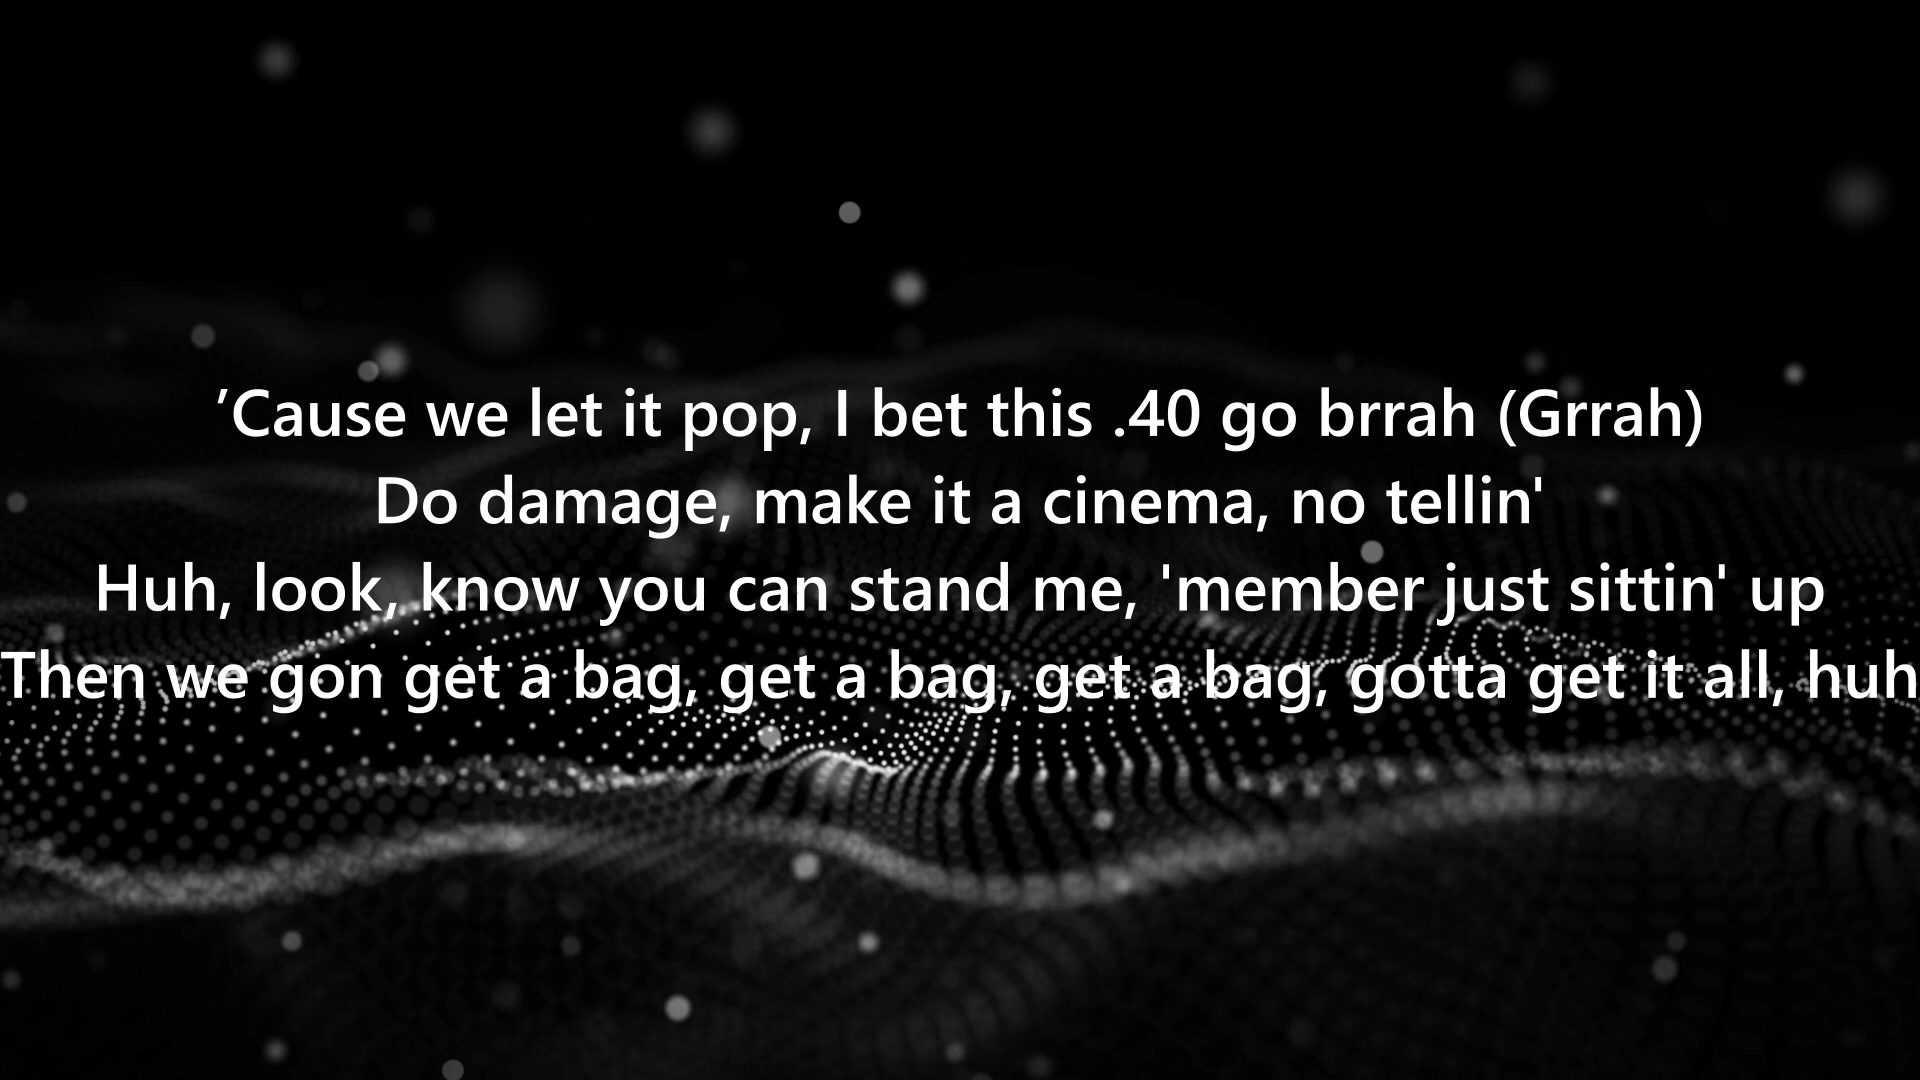 ’Cause we let it pop, I bet this .40 go brrah (Grrah)
Do damage, make it a cinema, no tellin'
Huh, look, know you can stand me, 'member just sittin' up
Then we gon get a bag, get a bag, get a bag, gotta get it all, huh